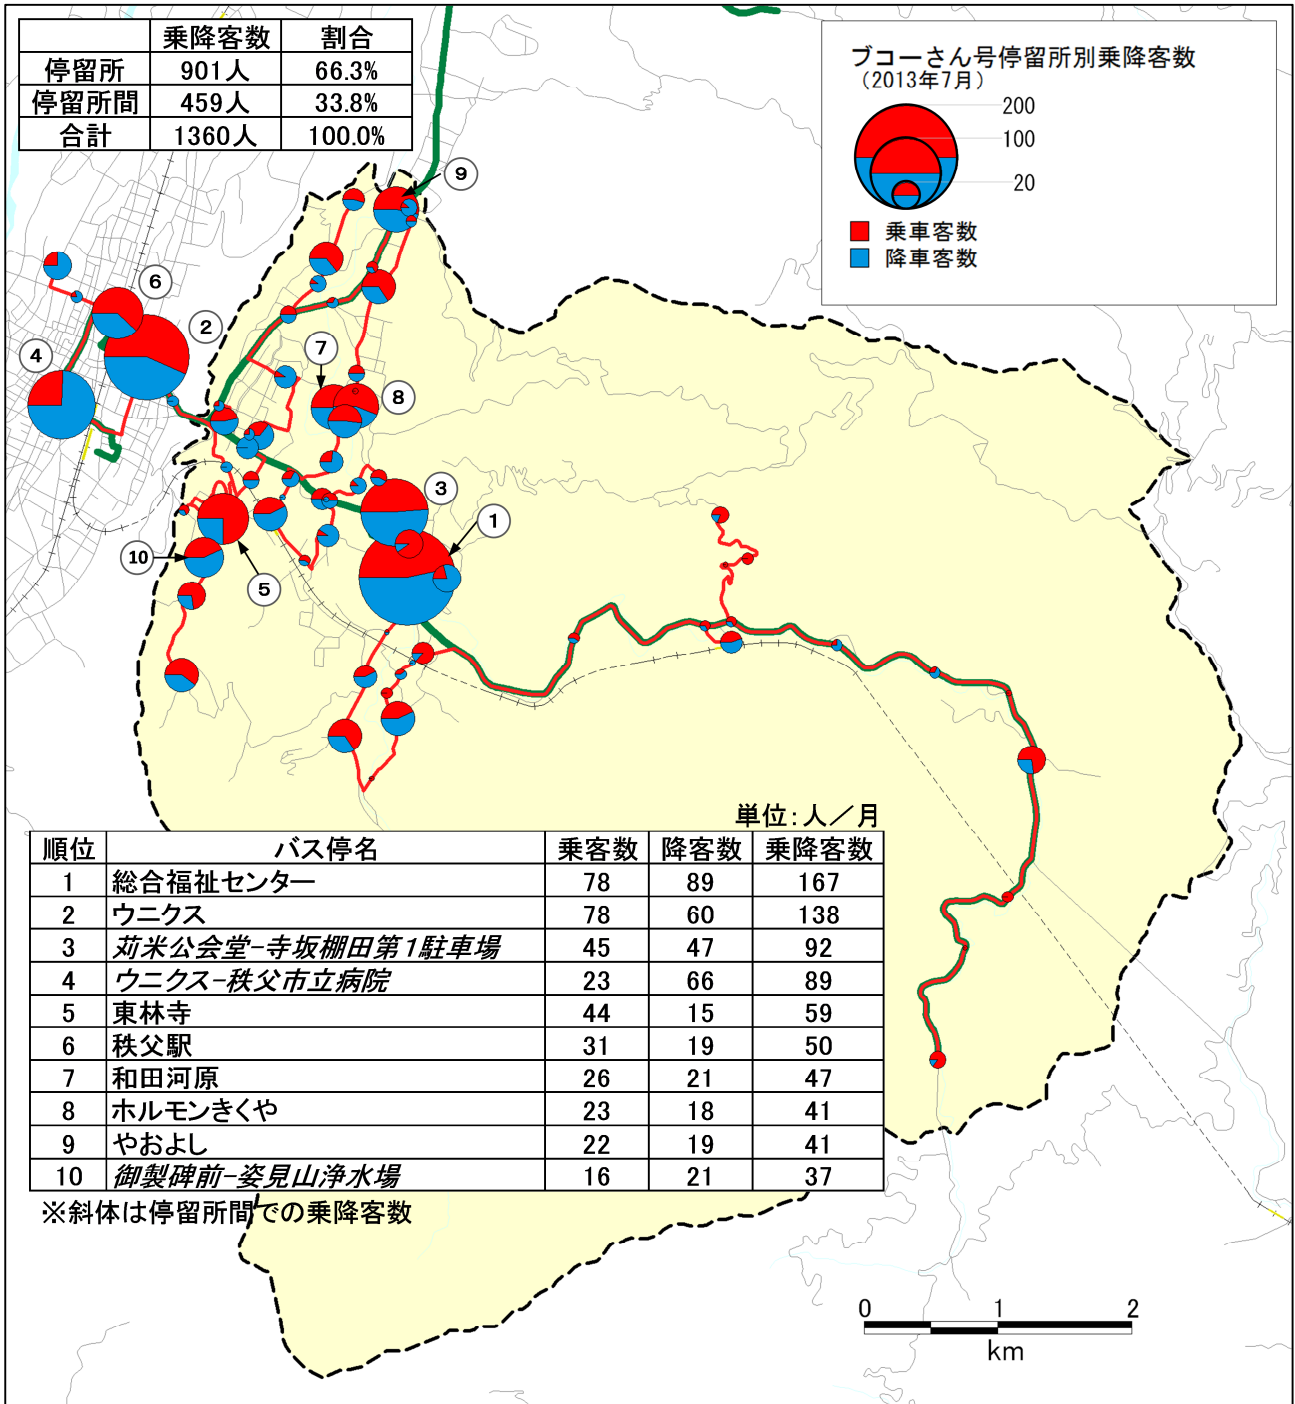 乗降客数 割合
停留所 901人 66.3%
停留所間 459人 33.8%
合計 1360人 100.0%
ブコーさん号停留所別乗降客数
（2013年7月）
200
100
20
乗車客数
降車客数
9
6
2
4
7
8
3
1
10
5
単位：人／月
順位 バス停名 乗客数 降客数 乗降客数
1 総合福祉センター 78 89 167
2 ウニクス 78 60 138
3 苅米公会堂−寺坂棚田第1駐車場 45 47 92
4 ウニクス−秩父市立病院 23 66 89
5 東林寺 44 15 59
6 秩父駅 31 19 50
7 和田河原 26 21 47
8 ホルモンきくや 23 18 41
9 やおよし 22 19 41
10 御製碑前−姿見山浄水場 16 21 37
※斜体は停留所間での乗降客数
0 1 2
km